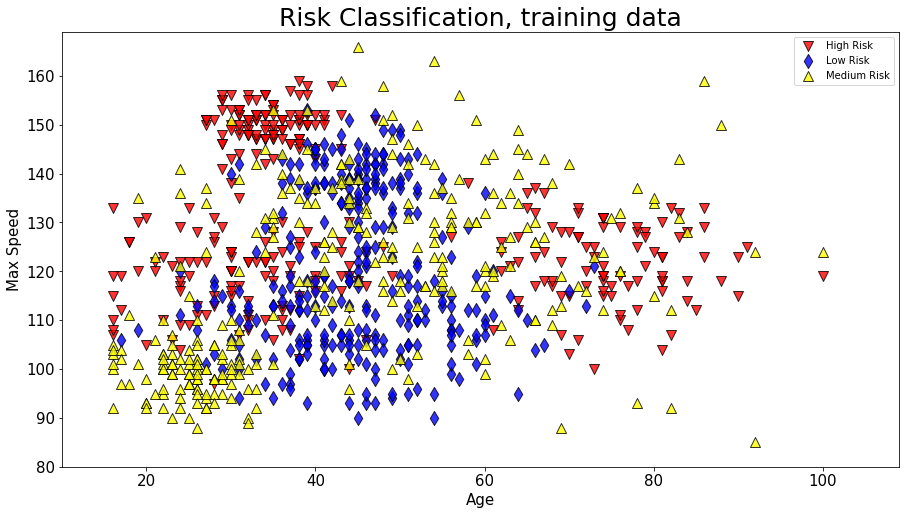 Risk Classification, training data
High Risk
Low Risk
Medium Risk
160
150
140
130
120
110
100
90
80
Max Speed
20 40 60 80 100
Age